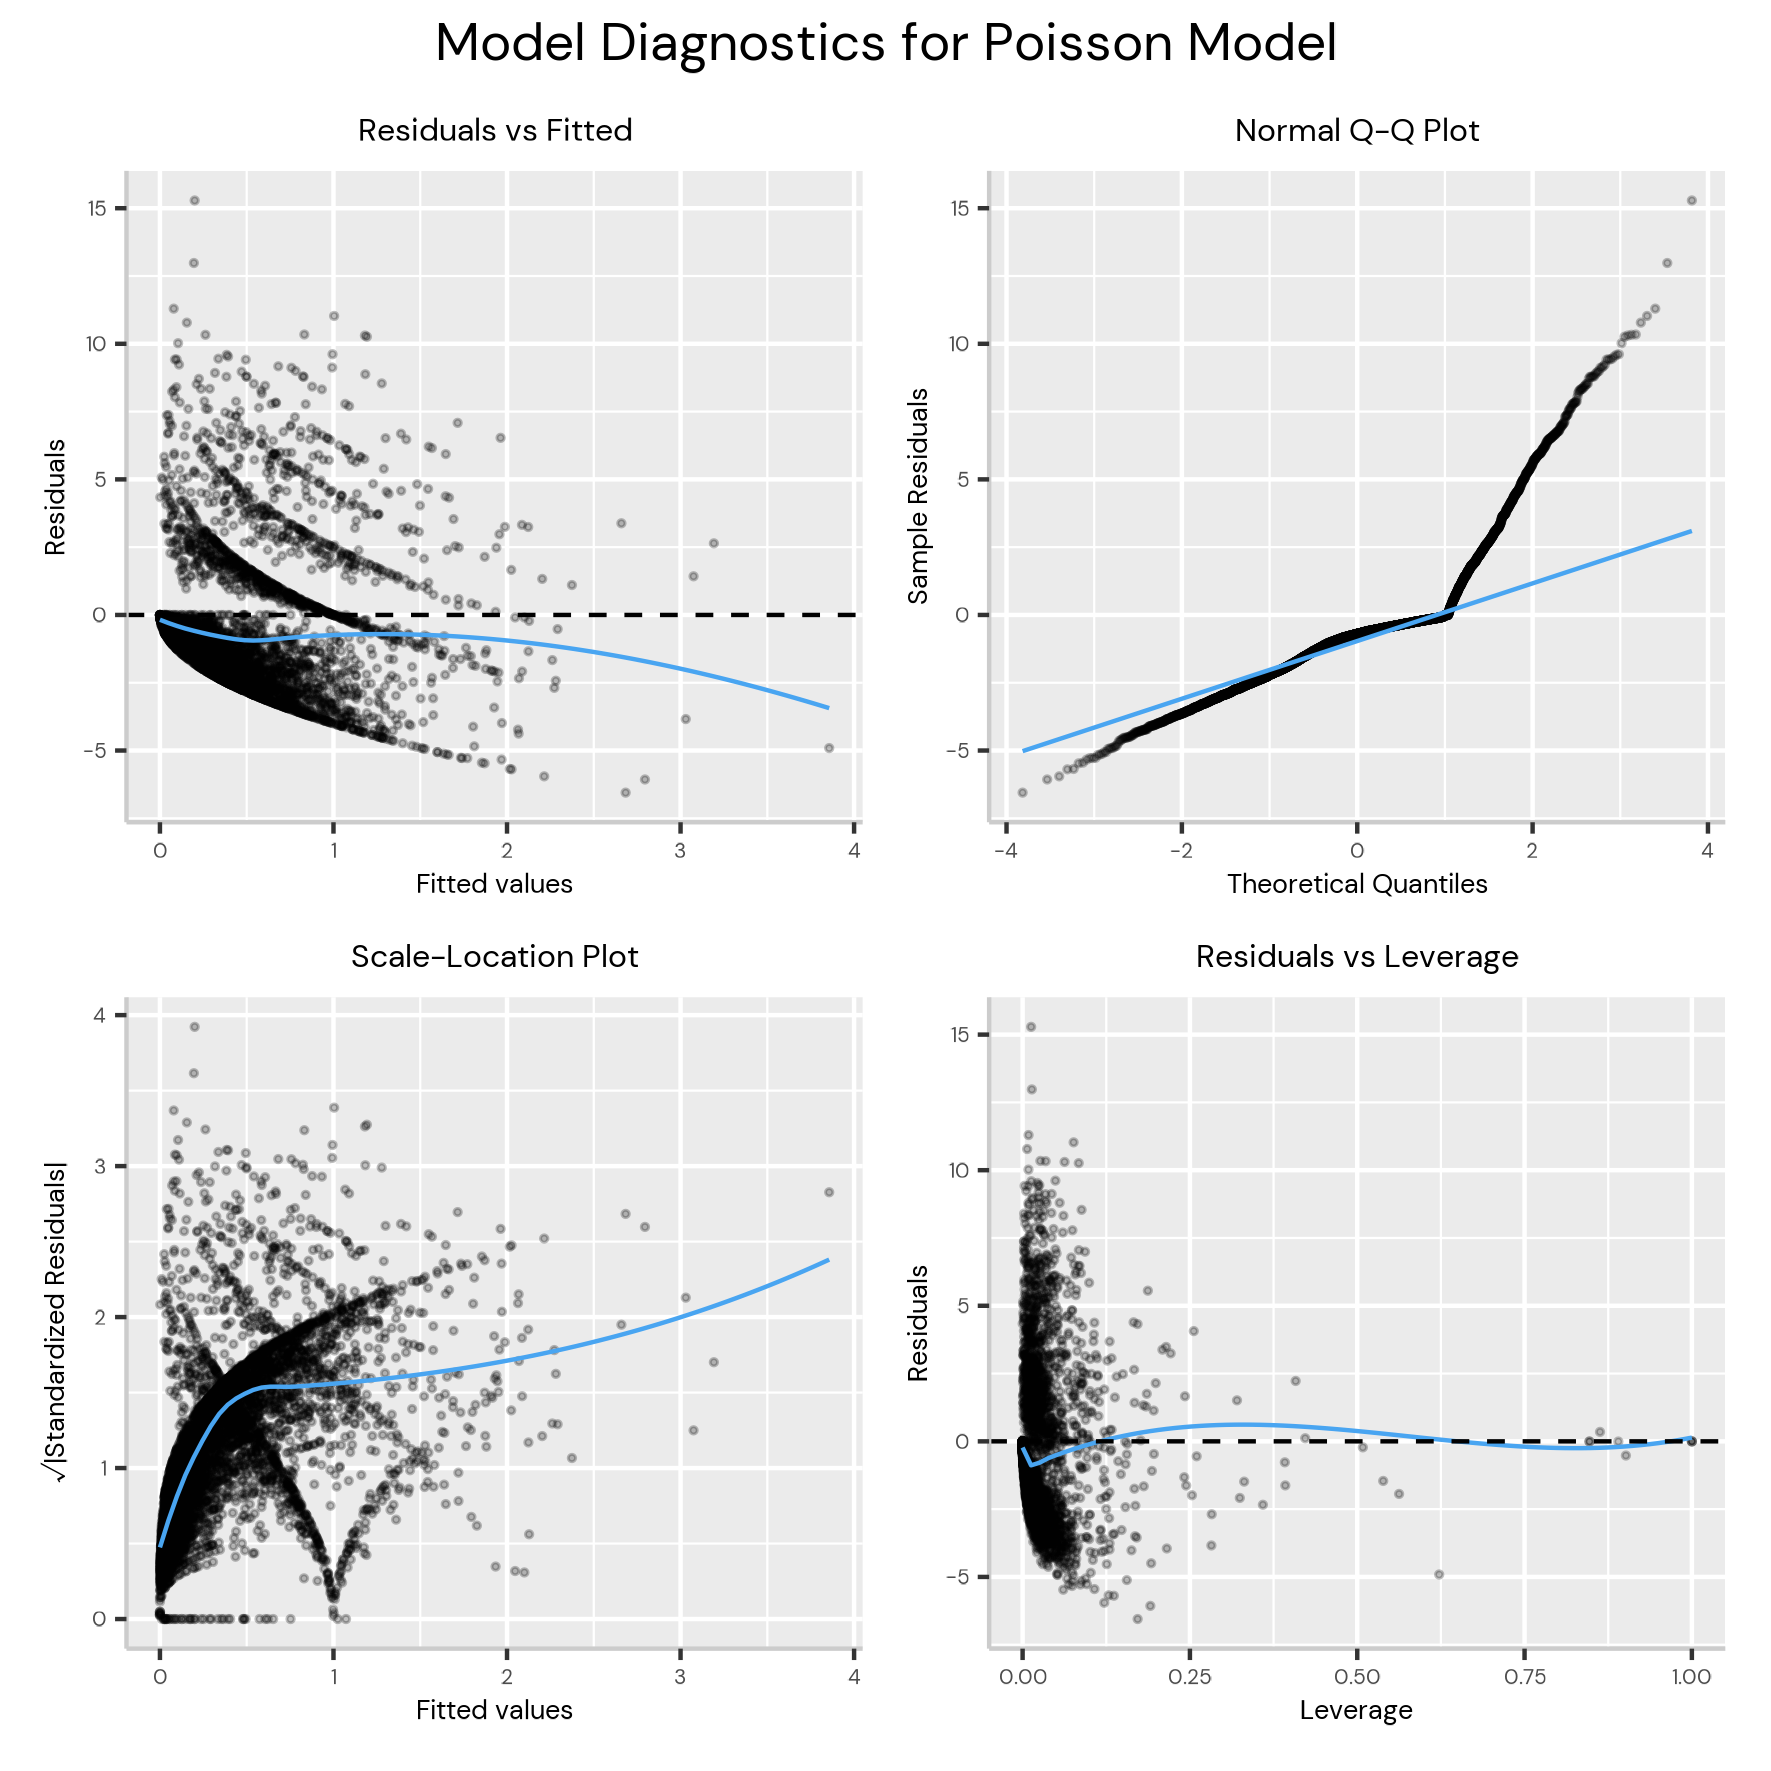 Model Diagnostics for Poisson Model
Residuals vs Fitted
Residuals
15
10
5
0
−5
0 1 2 3 4
Fitted values
Normal Q−Q Plot
Sample Residuals
15
10
5
0
−5
−4 −2 0 2 4
Theoretical Quantiles
Scale−Location Plot
√|Standardized Residuals|
4
3
2
1
0
0 1 2 3 4
Fitted values
Residuals vs Leverage
Residuals
15
10
5
0
−5
0.00 0.25 0.50 0.75 1.00
Leverage